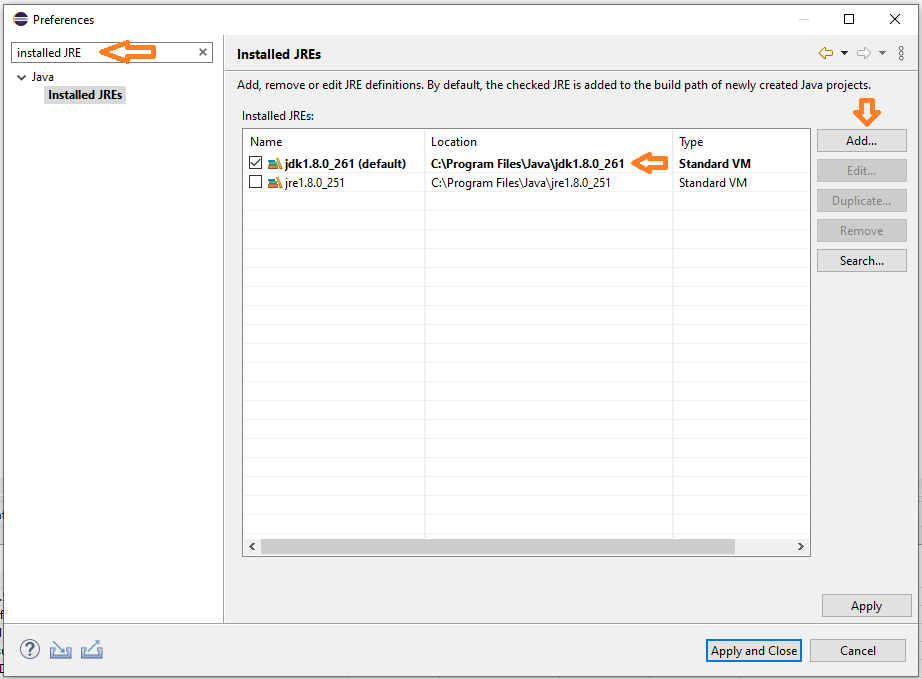 Preferences
installed JRE
Java
Installed JREs
Installed JREs
Add, remove or edit JRE definitions. By default, the checked JRE is added to the build path of newly created Java projects.
Installed JREs:
Name Location Type
jdk1.8.0_261 (default) C:\Program Files\Java\jdk1.8.0_261 Standard VM
jre1.8.0_251 C:\Program Files\Java\jre1.8.0_251 Standard VM
Add...
Edit...
Duplicate...
Remove
Search...
Apply
Apply and Close Cancel